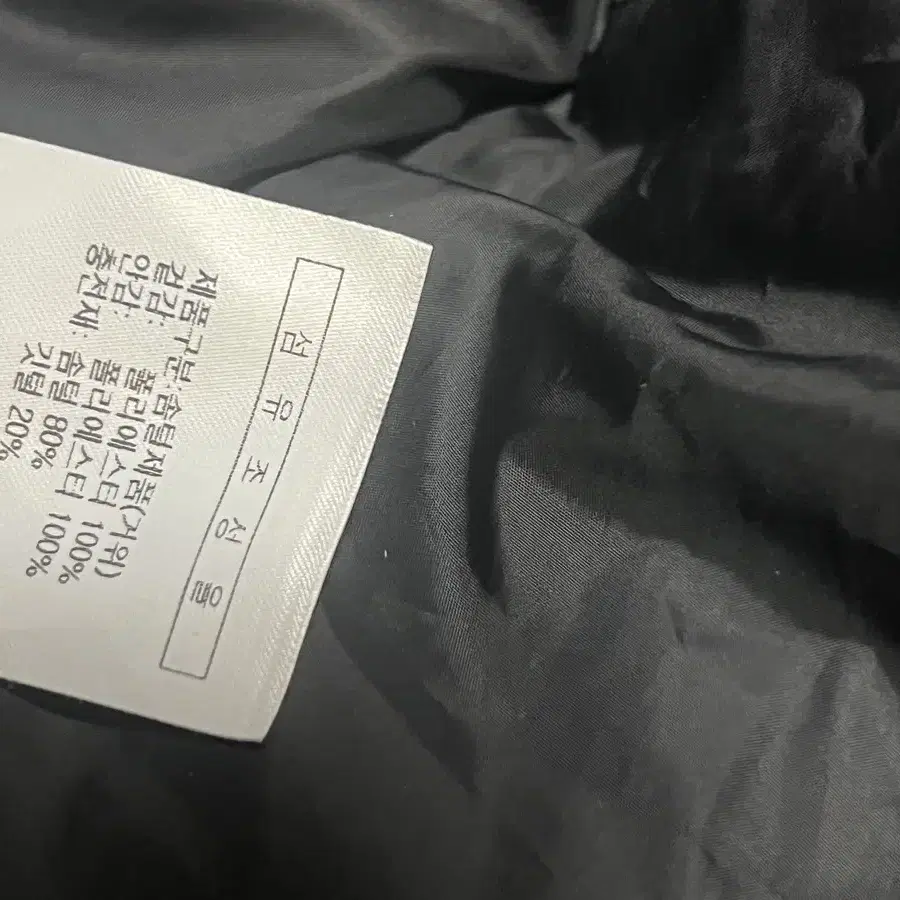 섬유조성율
제품구분:솜털제품(거위)
겉감: 폴리에스터 100%
안감: 폴리에스터 100%
충전재: 솜털 80%
깃털 20%